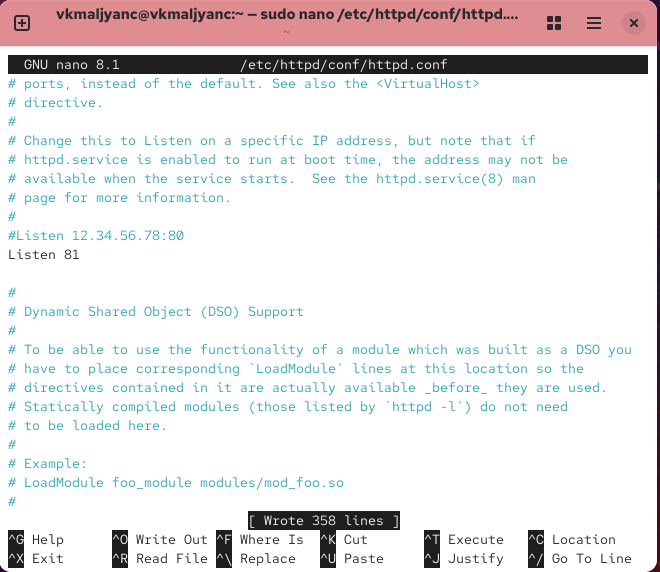 vkmaljyanc@vkmaljyanc:~ — sudo nano /etc/httpd/conf/httpd....
~
GNU nano 8.1 /etc/httpd/conf/httpd.conf
# ports, instead of the default. See also the <VirtualHost>
# directive.
#
# Change this to Listen on a specific IP address, but note that if
# httpd.service is enabled to run at boot time, the address may not be
# available when the service starts.  See the httpd.service(8) man
# page for more information.
#
#Listen 12.34.56.78:80
Listen 81
#
# Dynamic Shared Object (DSO) Support
#
# To be able to use the functionality of a module which was built as a DSO you
# have to place corresponding `LoadModule' lines at this location so the
# directives contained in it are actually available _before_ they are used.
# Statically compiled modules (those listed by `httpd -l') do not need
# to be loaded here.
#
# Example:
# LoadModule foo_module modules/mod_foo.so
#
[ Wrote 358 lines ]
^G Help ^O Write Out ^F Where Is ^K Cut ^T Execute ^C Location
^X Exit ^R Read File ^\ Replace ^U Paste ^J Justify ^/ Go To Line